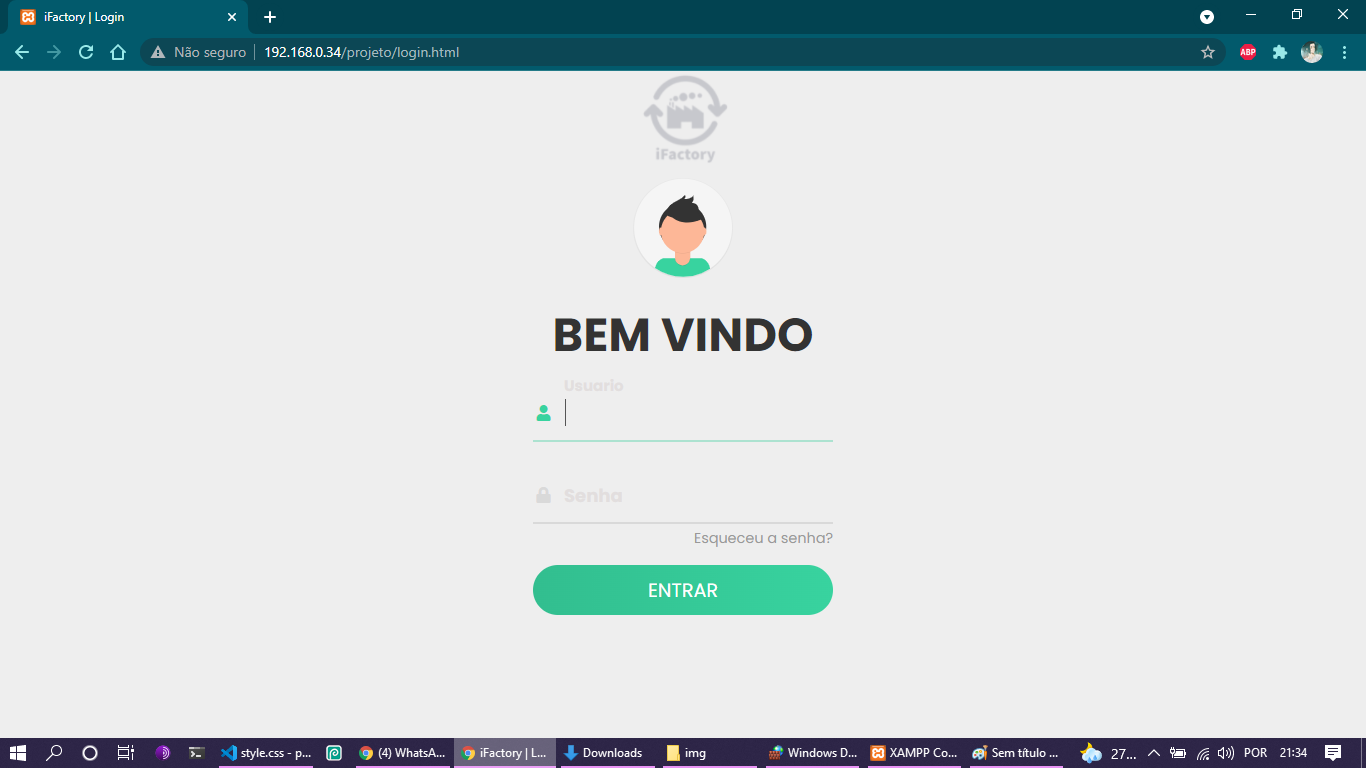 iFactory | Login
Não seguro
192.168.0.34/projeto/login.html
ABP
iFactory
BEM VINDO
Usuario
Senha
Esqueceu a senha?
ENTRAR
style.css - p...
(4) WhatsA...
iFactory | L...
Downloads
img
Windows D...
XAMPP Co...
Sem título ...
27...
POR
21:34